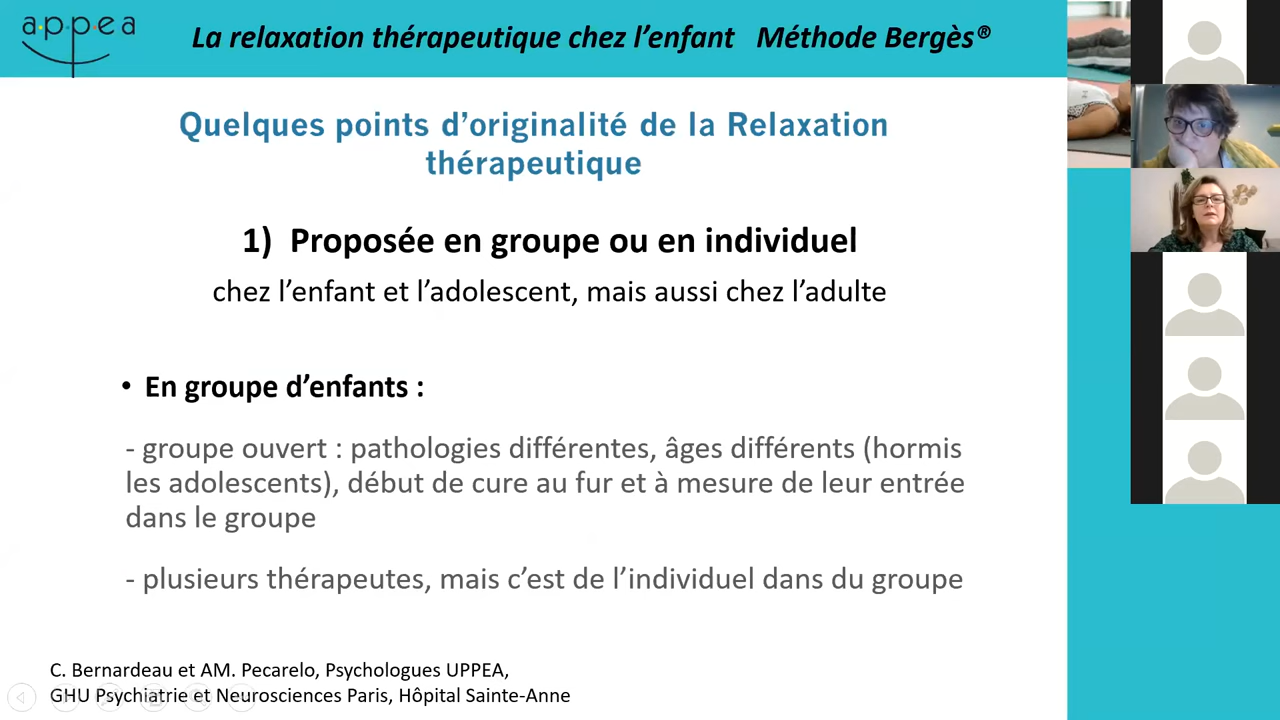 appea
La relaxation thérapeutique chez l’enfant Méthode Bergès®
Quelques points d’originalité de la Relaxation
thérapeutique
1) Proposée en groupe ou en individuel
chez l’enfant et l’adolescent, mais aussi chez l’adulte
• En groupe d’enfants :
- groupe ouvert : pathologies différentes, âges différents (hormis
les adolescents), début de cure au fur et à mesure de leur entrée
dans le groupe
- plusieurs thérapeutes, mais c’est de l’individuel dans du groupe
C. Bernardeau et AM. Pecarelo, Psychologues UPPEA,
GHU Psychiatrie et Neurosciences Paris, Hôpital Sainte-Anne